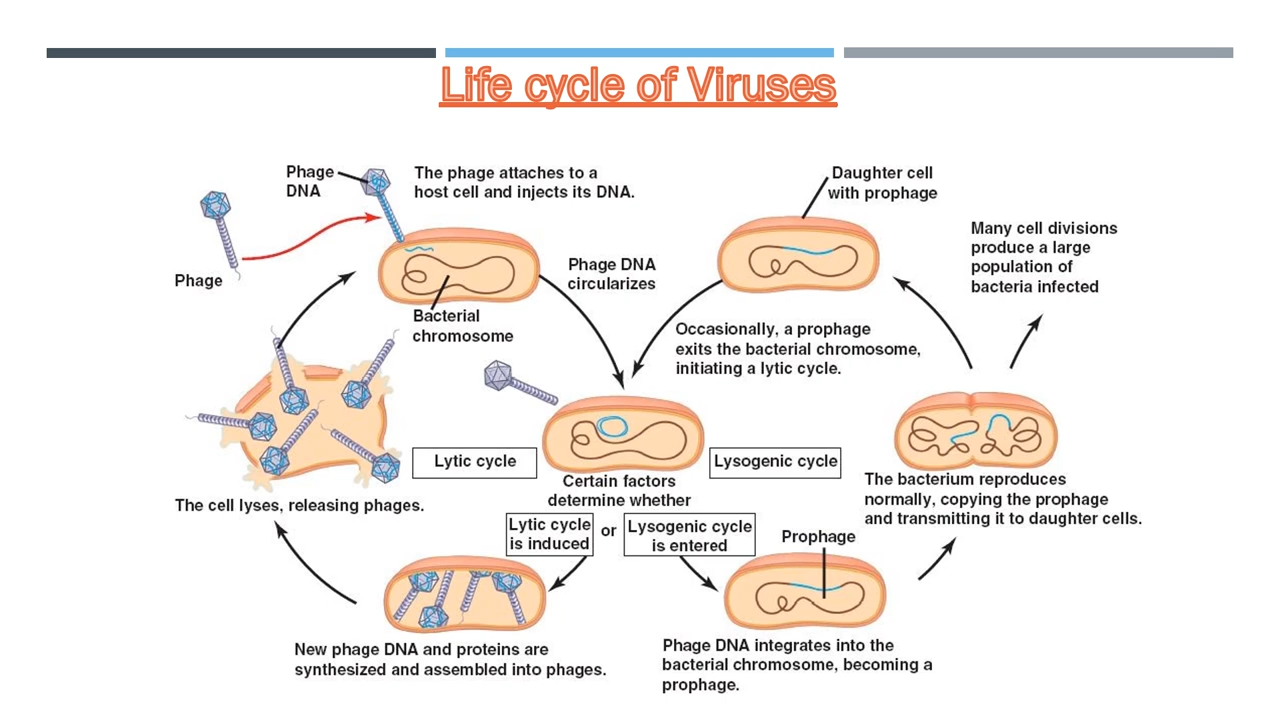 Life cycle of Viruses
Phage
DNA
The phage attaches to a
host cell and injects its DNA.
Phage
Bacterial
chromosome
Phage DNA
circularizes
Daughter cell
with prophage
Many cell divisions
produce a large
population of
bacteria infected
Occasionally, a prophage
exits the bacterial chromosome,
initiating a lytic cycle.
Lytic cycle
Lysogenic cycle
Certain factors
determine whether
Lytic cycle
is induced
or
Lysogenic cycle
is entered
The cell lyses, releasing phages.
The bacterium reproduces
normally, copying the prophage
and transmitting it to daughter cells.
Prophage
New phage DNA and proteins are
synthesized and assembled into phages.
Phage DNA integrates into the
bacterial chromosome, becoming a
prophage.